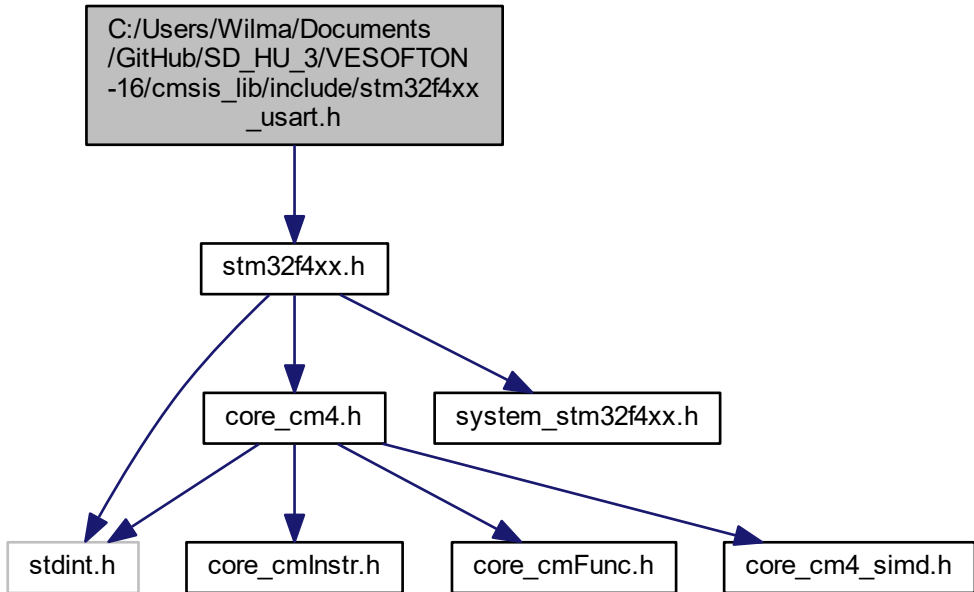 C:/Users/Wilma/Documents
/GitHub/SD_HU_3/VESOFTON
-16/cmsis_lib/include/stm32f4xx
_usart.h
stm32f4xx.h
core_cm4.h
system_stm32f4xx.h
stdint.h
core_cmInstr.h
core_cmFunc.h
core_cm4_simd.h